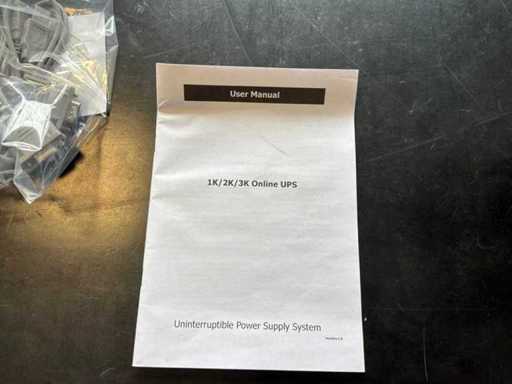 User Manual
1K/2K/3K Online UPS
Uninterruptible Power Supply System